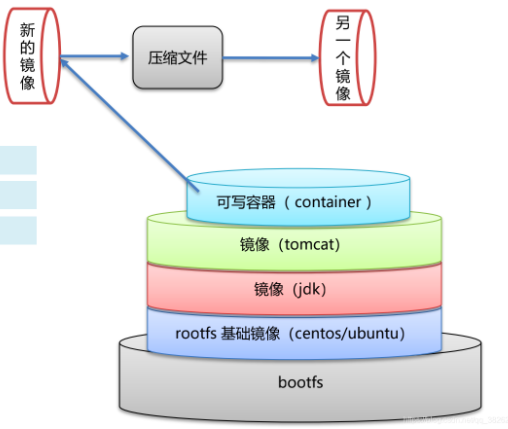 新的镜像
压缩文件
另一个镜像
可写容器（ container ）
镜像（tomcat）
镜像（jdk）
rootfs 基础镜像（centos/ubuntu）
bootfs